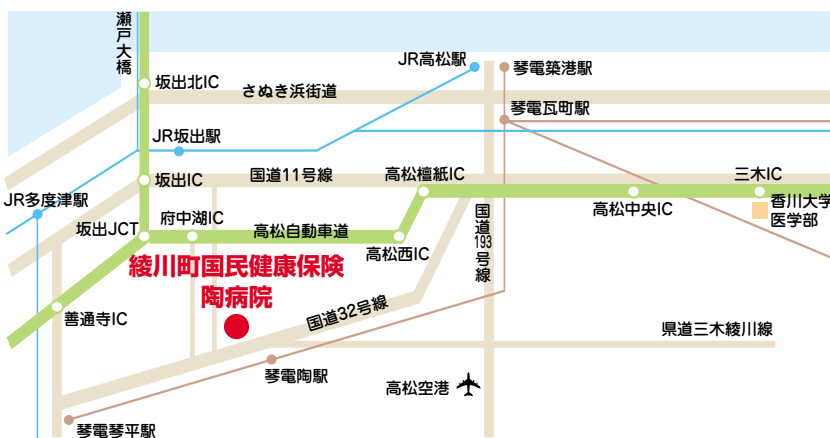 瀬戸大橋
JR高松駅
琴電築港駅
坂出北IC
さぬき浜街道
琴電瓦町駅
JR坂出駅
高松檀紙IC
三木IC
坂出IC
国道11号線
JR多度津駅
香川大学
医学部
高松中央IC
府中湖IC
国道193号線
坂出JCT
高松自動車道
高松西IC
綾川町国民健康保険
陶病院
国道32号線
善通寺IC
県道三木綾川線
琴電陶駅
高松空港
琴電琴平駅